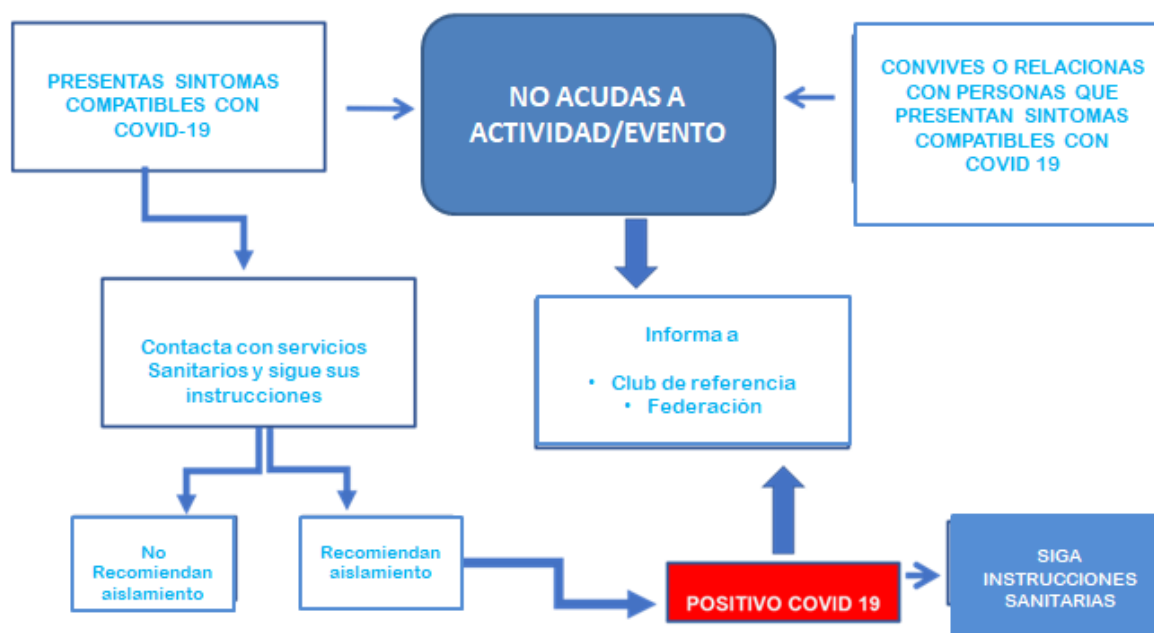 PRESENTAS SINTOMAS
COMPATIBLES CON
COVID-19
NO ACUDAS A
ACTIVIDAD/EVENTO
CONVIVES O RELACIONAS
CON PERSONAS QUE
PRESENTAN SINTOMAS
COMPATIBLES CON
COVID 19
Contacta con servicios
Sanitarios y sigue sus
instrucciones
Informa a
• Club de referencia
• Federación
No
Recomiendan
aislamiento
Recomiendan
aislamiento
POSITIVO COVID 19
SIGA
INSTRUCCIONES
SANITARIAS